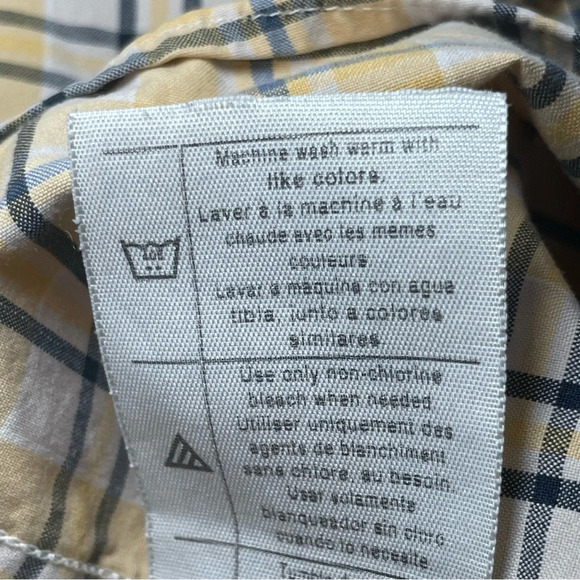 Machine wash warm with
like colors.
Laver a la machine a l'eau
chaude avec les memes
couleurs
Lavar a maquina con agua
tibia, junto a colores
similares
Use only non-chlorine
bleach when needed
Utiliser uniquement des
agents de blanchiment
sans chlore, au besoin.
Usar solamente
blanqueador sin cloro
cuando lo necesite